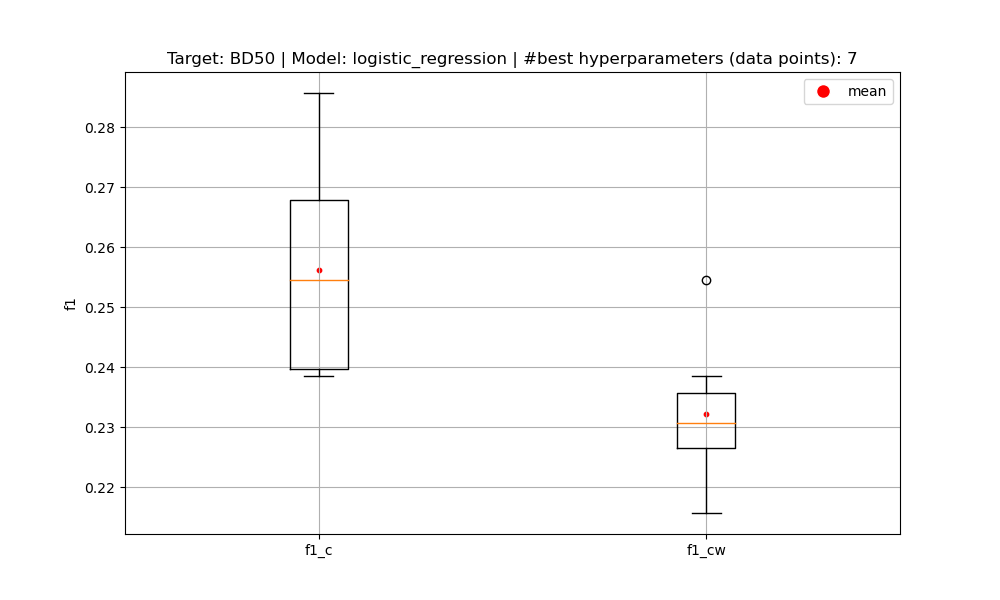 Target: BD50 | Model: logistic_regression | #best hyperparameters (data points): 7
mean
0.28
0.27
0.26
0.25
0.24
0.23
0.22
f1
f1_c
f1_cw